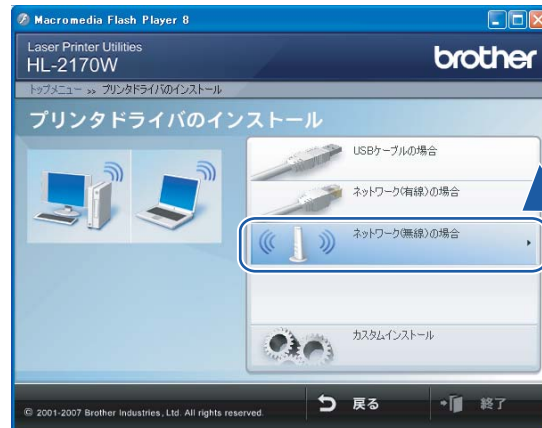 Macromedia Flash Player 8
Laser Printer Utilities
HL-2170W
brother
トップメニュー >> プリンタドライバのインストール
プリンタドライバのインストール
USBケーブルの場合
ネットワーク(有線)の場合
ネットワーク(無線)の場合
カスタムインストール
© 2001-2007 Brother Industries, Ltd. All rights reserved.
戻る
終了